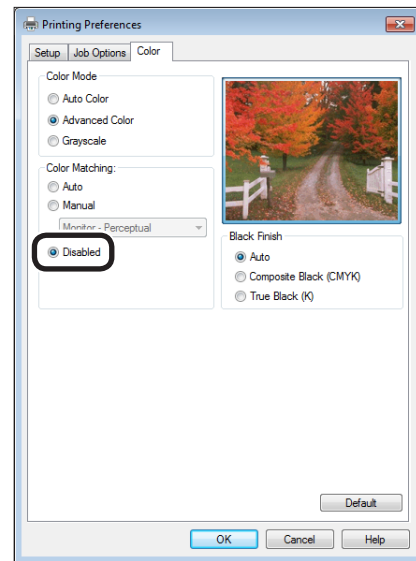 Printing Preferences
Setup Job Options Color
Color Mode
Auto Color
Advanced Color
Grayscale
Color Matching:
Auto
Manual
Monitor - Perceptual
Disabled
Black Finish
Auto
Composite Black (CMYK)
True Black (K)
Default
OK Cancel Help